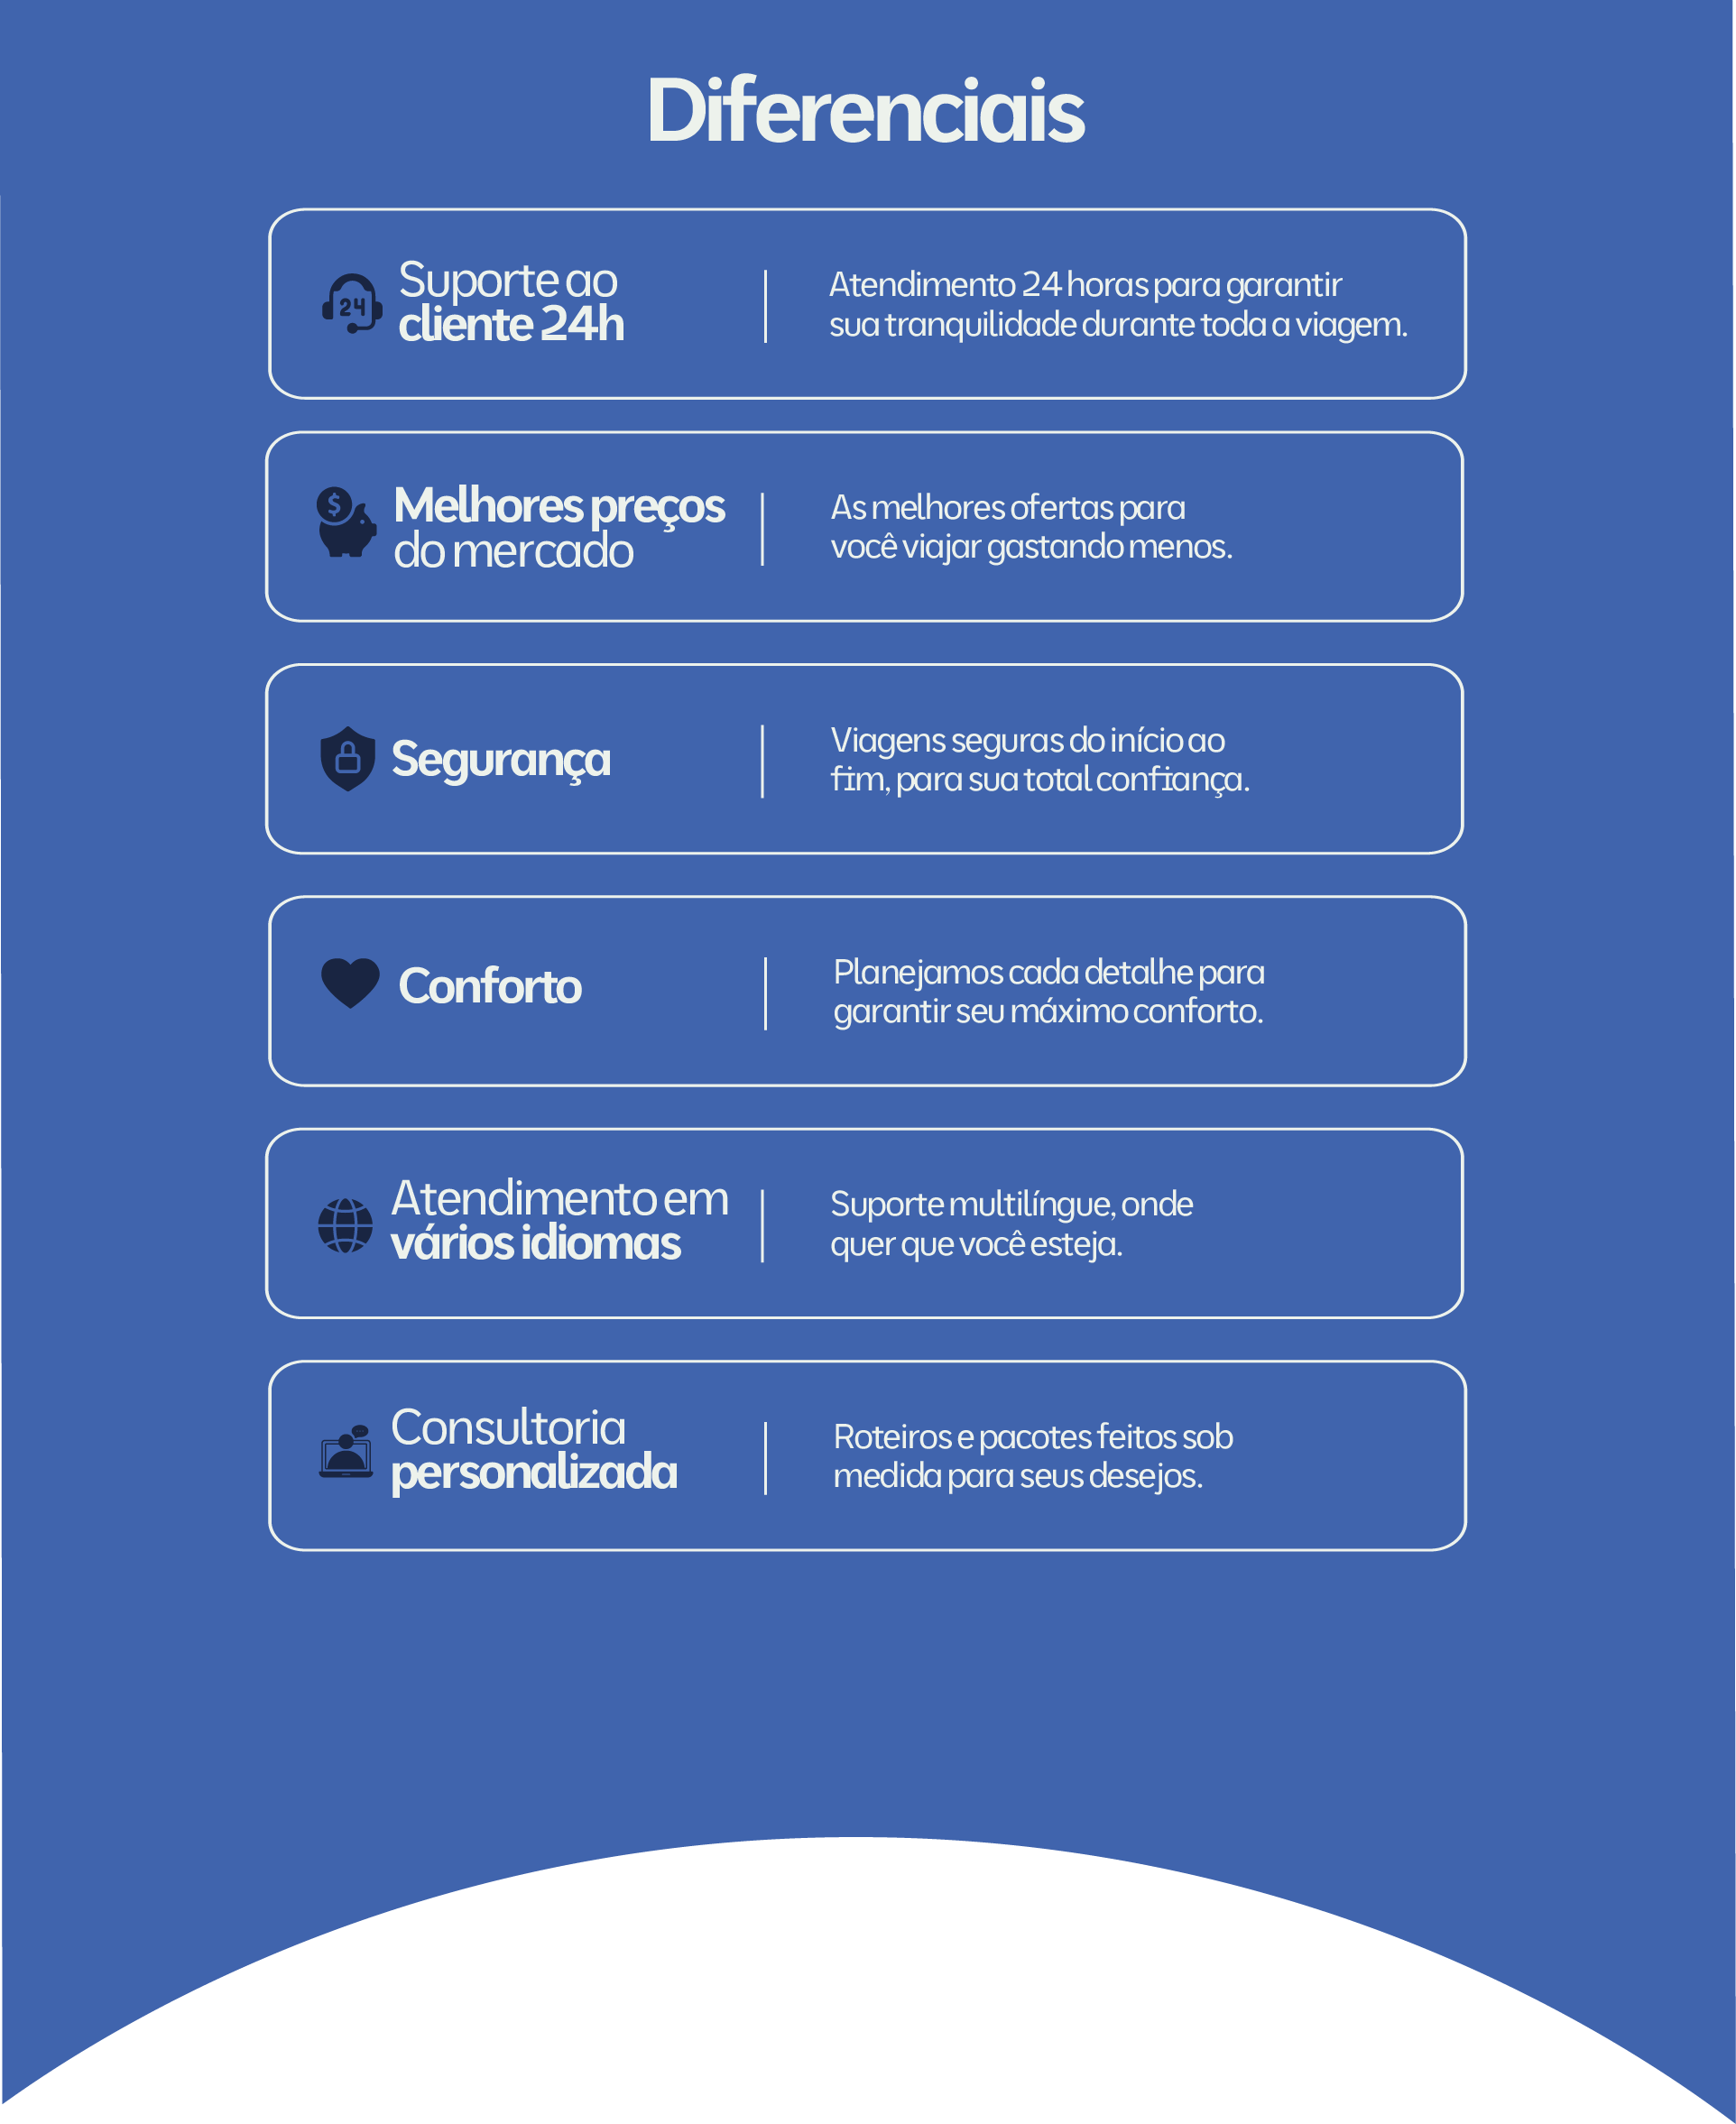 Diferenciais
24
Suporte ao
cliente 24h
Atendimento 24 horas para garantir
sua tranquilidade durante toda a viagem.
$
Melhores preços
do mercado
As melhores ofertas para
você viajar gastando menos.
Segurança
Viagens seguras do início ao
fim, para sua total confiança.
Conforto
Planejamos cada detalhe para
garantir seu máximo conforto.
Atendimento em
vários idiomas
Suporte multilíngue, onde
quer que você esteja.
Consultoria
personalizada
Roteiros e pacotes feitos sob
medida para seus desejos.